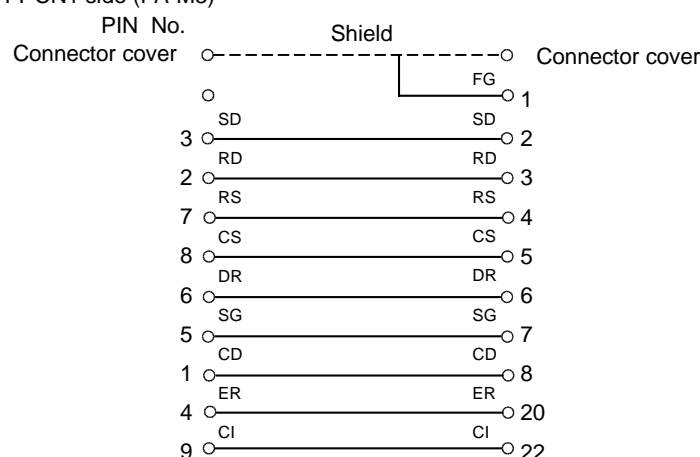 PIN No.
Shield
Connector cover Connector cover
FG
1
SD SD
3 2
RD RD
2 3
RS RS
7 4
CS CS
8 5
DR DR
6 6
SG SG
5 7
CD CD
1 8
ER ER
4 20
CI CI
9 22